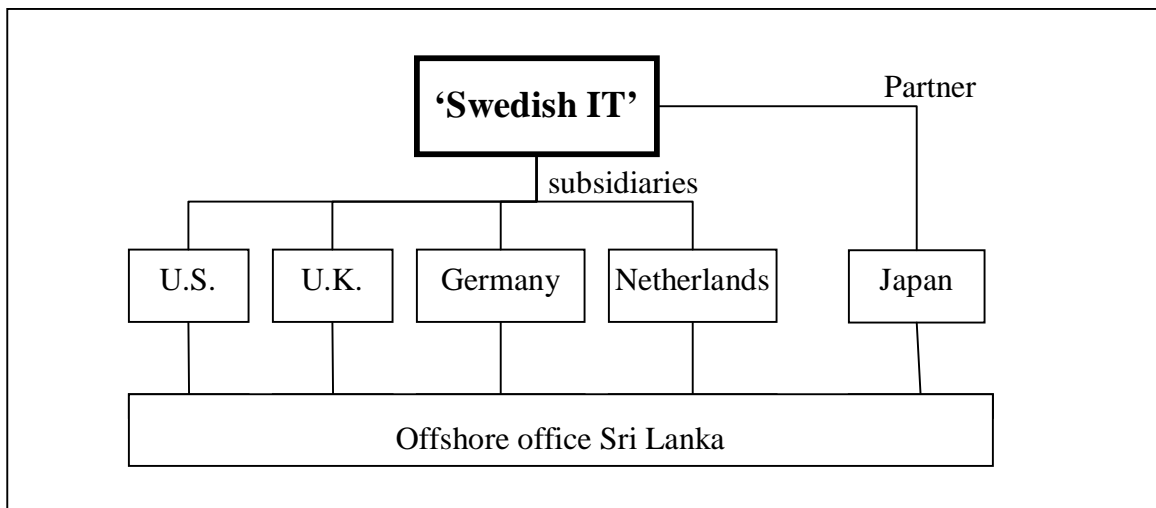 ‘Swedish IT’
Partner
subsidiaries
U.S.
U.K.
Germany
Netherlands
Japan
Offshore office Sri Lanka